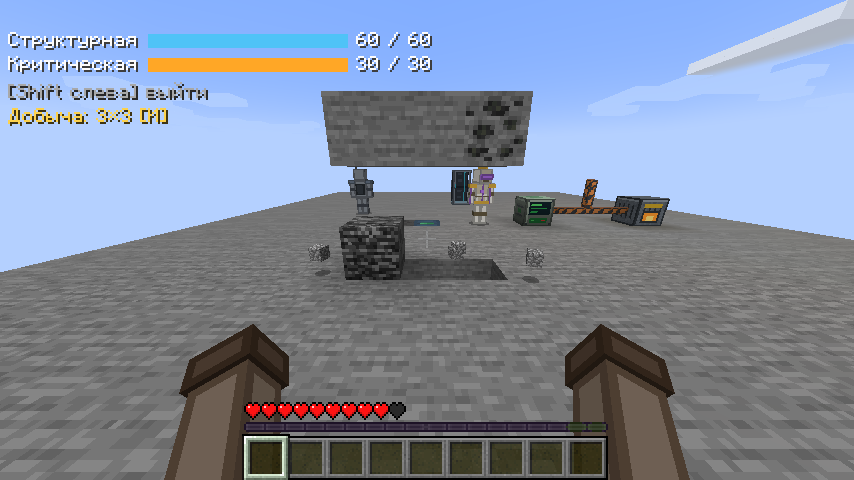 Структурная 60 / 60
Критическая 30 / 30
[Shift слева] выйти
Добыча: 3×3 [M]